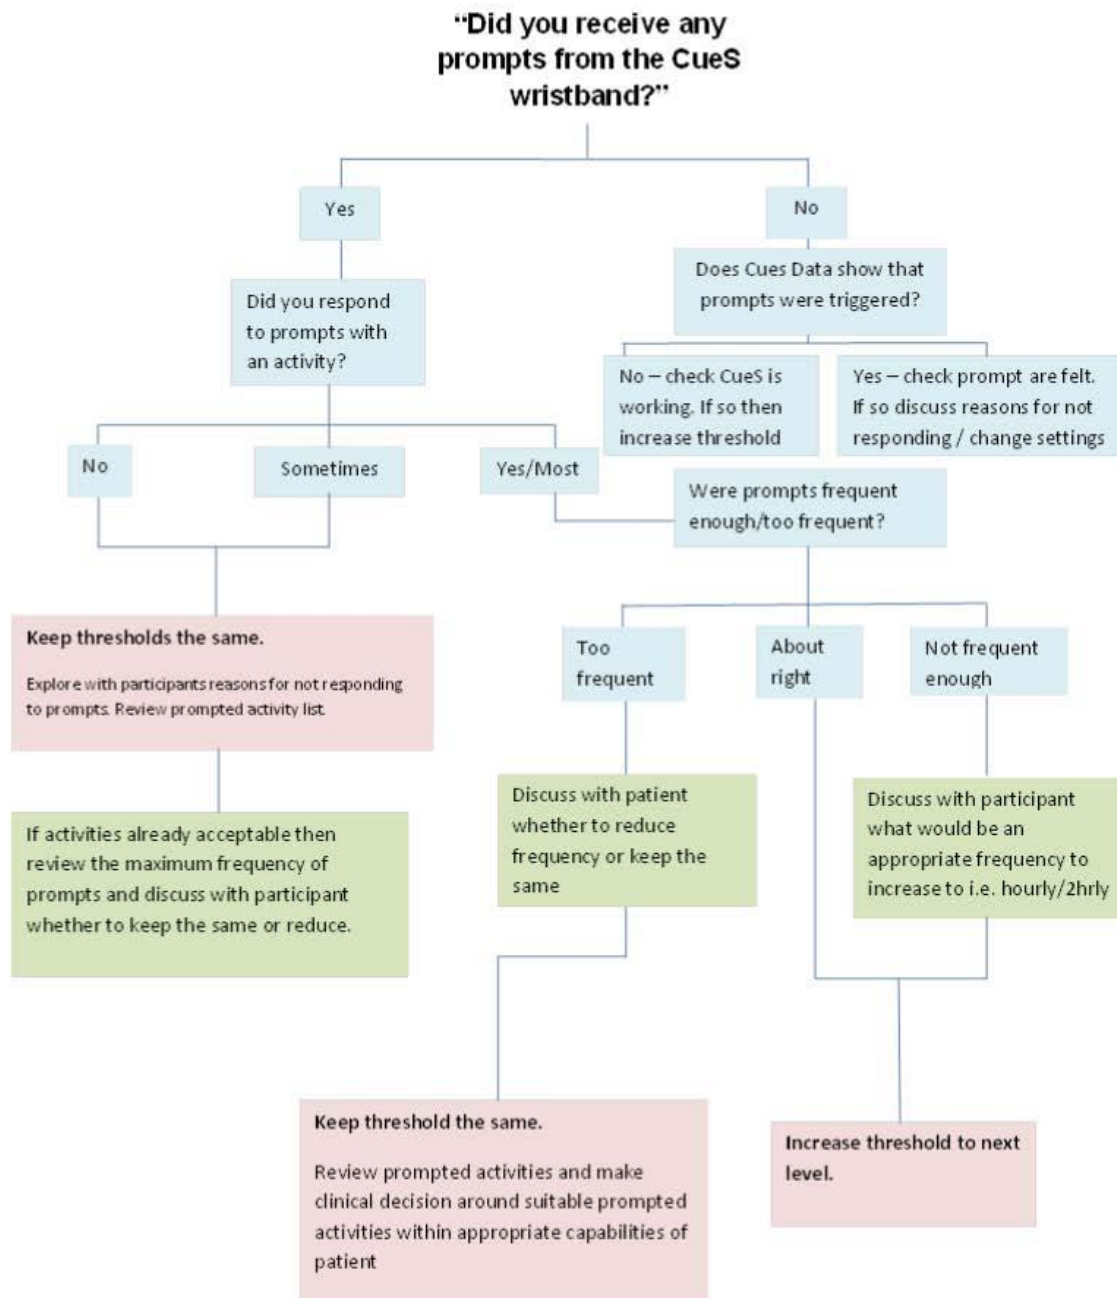 “Did you receive any
prompts from the CueS
wristband?”
Yes
No
Did you respond
to prompts with
an activity?
Does Cues Data show that
prompts were triggered?
No – check CueS is
working. If so then
increase threshold
Yes – check prompt are felt.
If so discuss reasons for not
responding / change settings
No
Sometimes
Yes/Most
Were prompts frequent
enough/too frequent?
Keep thresholds the same.
Explore with participants reasons for not responding
to prompts. Review prompted activity list.
Too
frequent
About
right
Not frequent
enough
If activities already acceptable then
review the maximum frequency of
prompts and discuss with participant
whether to keep the same or reduce.
Discuss with patient
whether to reduce
frequency or keep the
same
Discuss with participant
what would be an
appropriate frequency to
increase to i.e. hourly/2hrly
Keep threshold the same.
Review prompted activities and make
clinical decision around suitable prompted
activities within appropriate capabilities of
patient
Increase threshold to next
level.